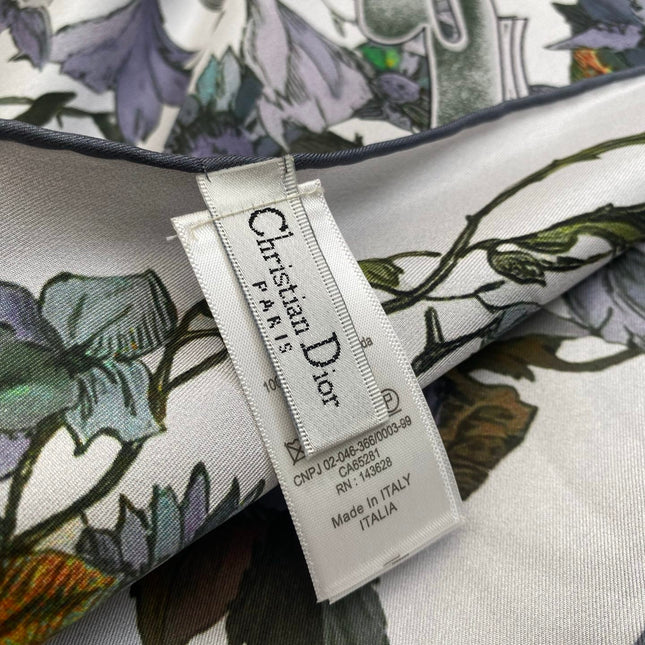 Christian Dior
PARIS
100
da
P
CNPJ 02-046-366/0003-99
CA65281
RN : 143628
Made In ITALY
ITALIA